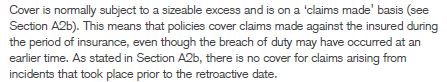 Cover is normally subject to a sizeable excess and is on a ‘claims made’ basis (see
Section A2b). This means that policies cover claims made against the insured during
the period of insurance, even though the breach of duty may have occurred at an
earlier time. As stated in Section A2b, there is no cover for claims arising from
incidents that took place prior to the retroactive date.